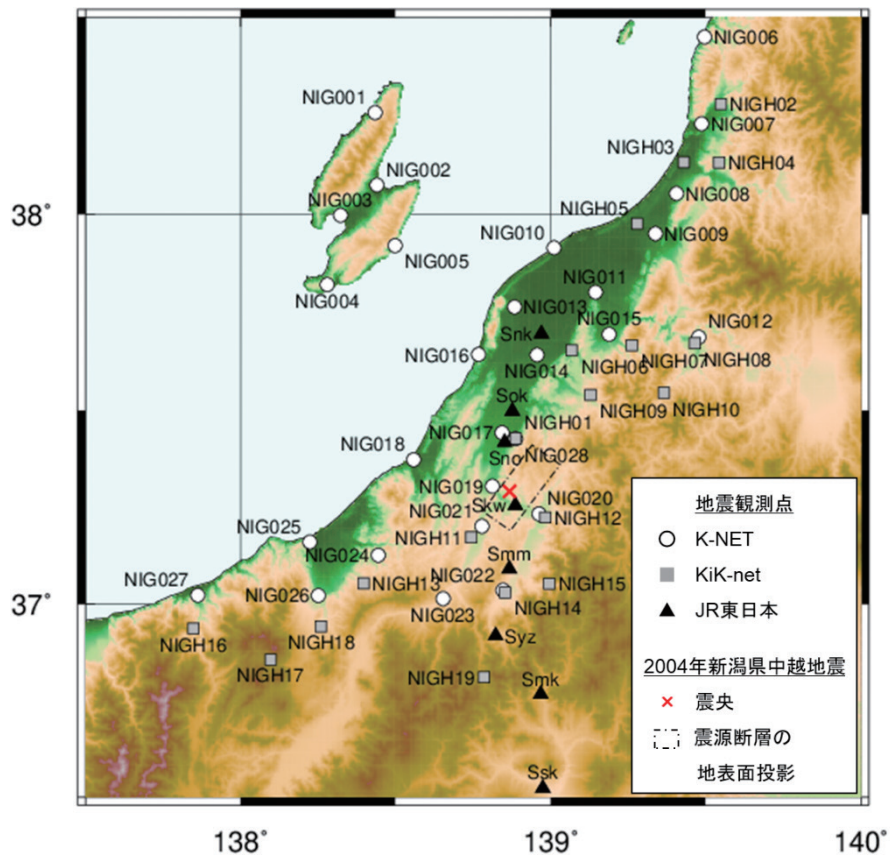 NIG006
NIGH02
NIG001
NIG007
NIGH03
NIGH04
NIG002
NIG008
NIG003
38°
NIGH05
NIG010
NIG009
NIG005
NIG011
NIG004
NIG013
NIG015
NIG012
Snk
NIG016
NIG014
NIGH06
NIGH07
NIGH08
Sok
NIGH09
NIGH10
NIGH01
NIG017
NIG018
Sno
NIG028
NIG019
Skw
NIG020
NIG021
NIGH12
NIG025
NIGH11
Smm
NIG024
NIG022
NIG027
NIGH13
NIGH15
37°
NIG026
NIGH14
NIG023
NIGH16
NIGH18
Syz
NIGH17
NIGH19
Smk
Ssk
地震観測点
K-NET
KiK-net
JR東日本
2004年新潟県中越地震
震央
震源断層の
地表面投影
138°
139°
140°